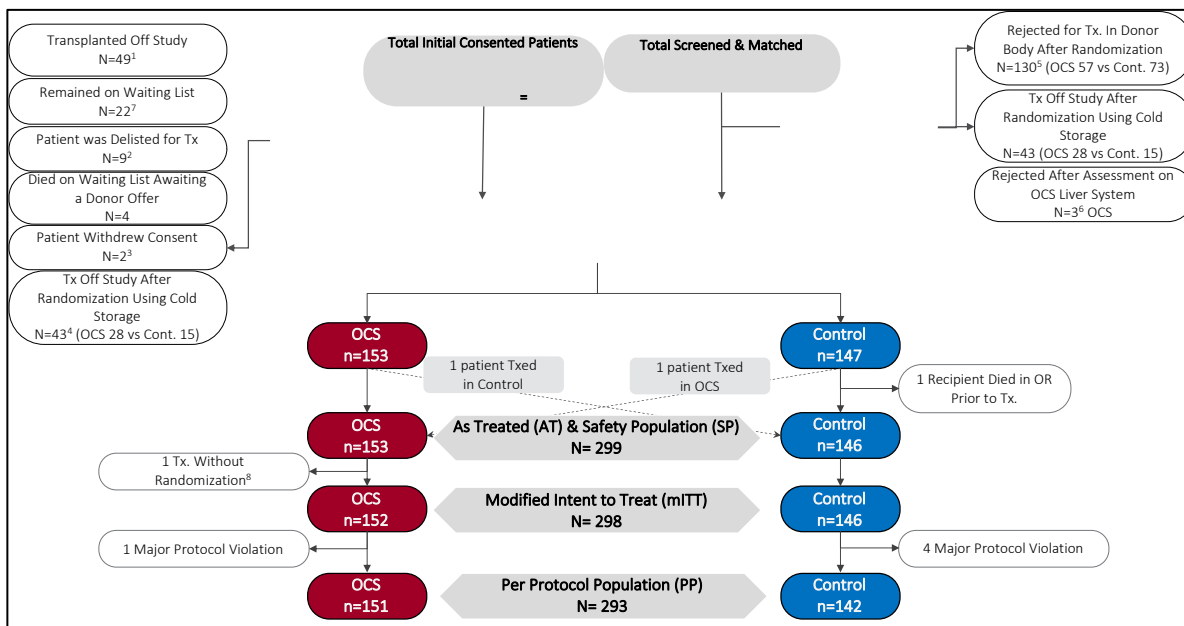 Transplanted Off Study
N=49¹
Remained on Waiting List
N=22⁷
Patient was Delisted for Tx
N=9²
Died on Waiting List Awaiting
a Donor Offer
N=4
Patient Withdrew Consent
N=2³
Tx Off Study After
Randomization Using Cold
Storage
N=43⁴ (OCS 28 vs Cont. 15)
Total Initial Consented Patients
=
Total Screened & Matched
Rejected for Tx. In Donor
Body After Randomization
N=130⁵ (OCS 57 vs Cont. 73)
Tx Off Study After
Randomization Using Cold
Storage
N=43 (OCS 28 vs Cont. 15)
Rejected After Assessment on
OCS Liver System
N=3⁶ OCS
OCS
n=153
Control
n=147
1 patient Txed
in Control
1 patient Txed
in OCS
1 Recipient Died in OR
Prior to Tx.
OCS
n=153
As Treated (AT) & Safety Population (SP)
N= 299
Control
n=146
1 Tx. Without
Randomization⁸
OCS
n=152
Modified Intent to Treat (mITT)
N= 298
Control
n=146
1 Major Protocol Violation
4 Major Protocol Violation
OCS
n=151
Per Protocol Population (PP)
N= 293
Control
n=142